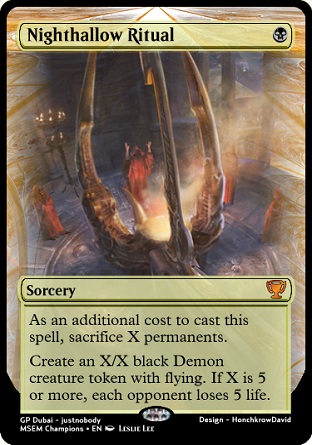 Nighthallow Ritual
Sorcery
As an additional cost to cast this
spell, sacrifice X permanents.
Create an X/X black Demon
creature token with flying. If X is 5
or more, each opponent loses 5 life.
GP Dubai - justnobody
Design - HonchkrowDavid
MSEM Champions • EN Leslie Lee